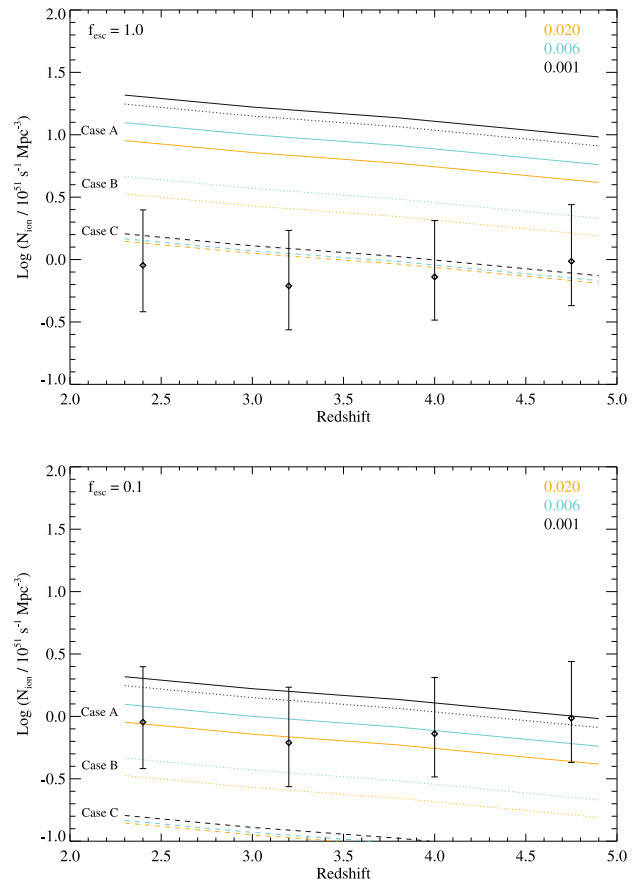 2.0
f_esc = 1.0
0.020
0.006
0.001
1.5
1.0
Case A
0.5
Case B
Case C
0.0
-0.5
-1.0
Log (N_ion / 10^51 s^-1 Mpc^-3)
2.0 2.5 3.0 3.5 4.0 4.5 5.0
Redshift
2.0
f_esc = 0.1
0.020
0.006
0.001
1.5
1.0
0.5
Case A
0.0
Case B
-0.5
Case C
-1.0
Log (N_ion / 10^51 s^-1 Mpc^-3)
2.0 2.5 3.0 3.5 4.0 4.5 5.0
Redshift